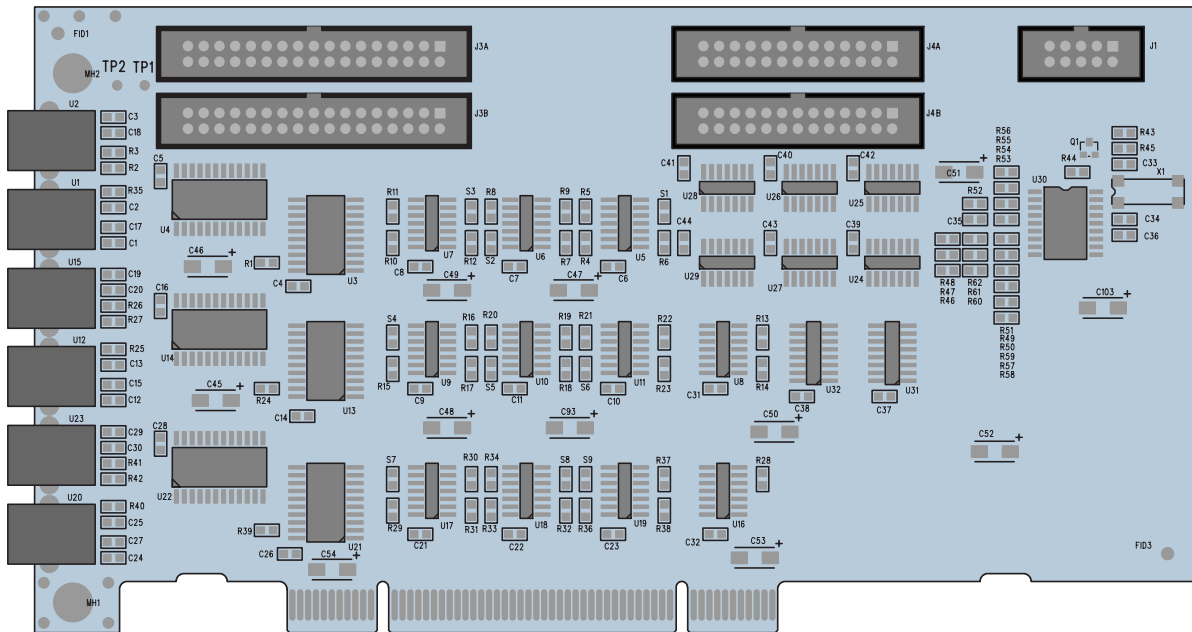 FID1
J3A
J4A
J1
MH2
TP2 TP1
U2
C3
C18
R3
R2
J3B
J4B
U1
R35
C2
C17
C1
C5
U4
C46
R1
C4
U3
R11
R10
C8
U7
C49
S3 R8
R12 S2
U6
C7
R9 R5
R7 R4
C47
U5
C6
S1
R6
C44
C41
U28
C40
U26
C42
U25
U29
C43
U27
C39
U24
C51
R56
R55
R54
R53
R52
C35
R48
R47
R46
R62
R61
R60
R51
R49
R50
R59
R57
R58
Q1
R44
U30
R43
R45
C33
X1
C34
C36
C103
U15
C19
C20
R26
R27
C16
U14
C45
R24
C14
U13
S4
R15
U9
C9
C48
R16 R20
R17 S5
U10
C11
R19 R21
R18 S6
C93
U11
C10
R22
R23
U8
C31
R13
R14
C50
U32
C38
U31
C37
C52
U12
R25
C13
C15
C12
U23
C29
C30
R41
R42
C28
U22
R39
C26
U21
C54
S7
R29
U17
C21
R30 R34
R31 R33
U18
C22
S8 S9
R32 R36
U19
C23
R37
R38
U16
C32
R28
C53
FID3
U20
R40
C25
C27
C24
MH1